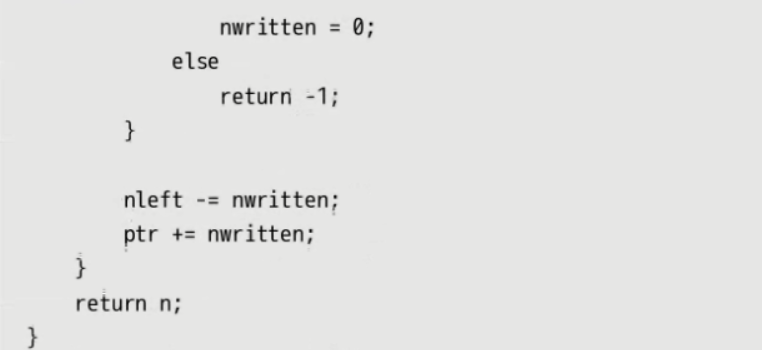 nwritten = 0;
else
return -1;
}
nleft -= nwritten;
ptr += nwritten;
}
return n;
}